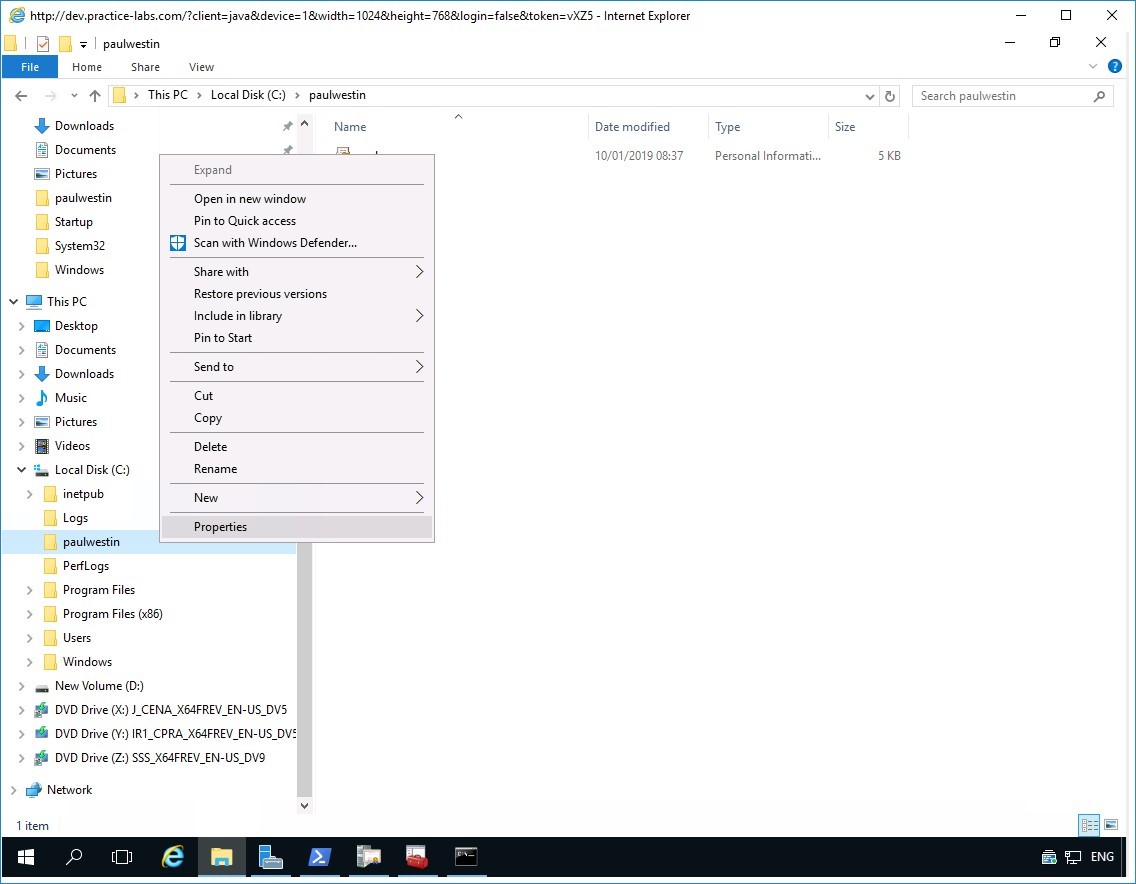 http://dev.practice-labs.com/?client=java&device=1&width=1024&height=768&login=false&token=vXZ5 - Internet Explorer
paulwestin
File Home Share View
This PC Local Disk (C:) paulwestin
Search paulwestin
Name Date modified Type Size
10/01/2019 08:37 Personal Informati... 5 KB
Downloads
Documents
Pictures
paulwestin
Startup
System32
Windows
This PC
Desktop
Documents
Downloads
Music
Pictures
Videos
Local Disk (C:)
inetpub
Logs
paulwestin
PerfLogs
Program Files
Program Files (x86)
Users
Windows
New Volume (D:)
DVD Drive (X:) J_CENA_X64FREV_EN-US_DV5
DVD Drive (Y:) IR1_CPRA_X64FREV_EN-US_DV5
DVD Drive (Z:) SSS_X64FREV_EN-US_DV9
Network
Expand
Open in new window
Pin to Quick access
Scan with Windows Defender...
Share with
Restore previous versions
Include in library
Pin to Start
Send to
Cut
Copy
Delete
Rename
New
Properties
1 item
ENG